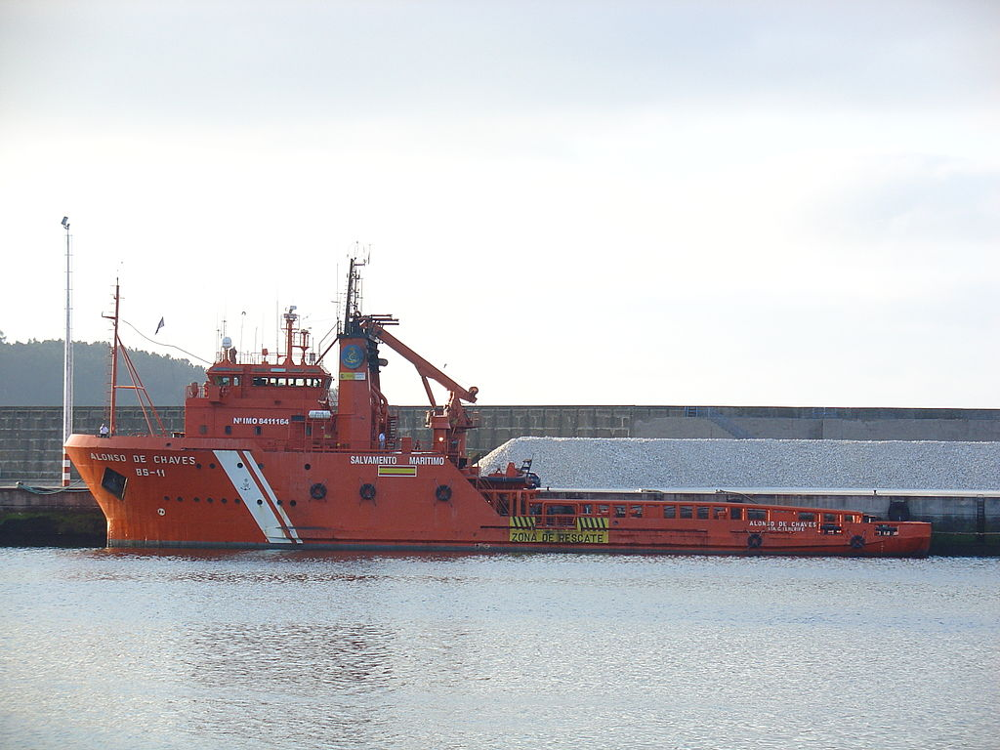 Nº IMO 8411164
ALONSO DE CHAVES
BS-11
SALVAMENTO MARITIMO
ZONA DE RESCATE
ALONSO DE CHAVES